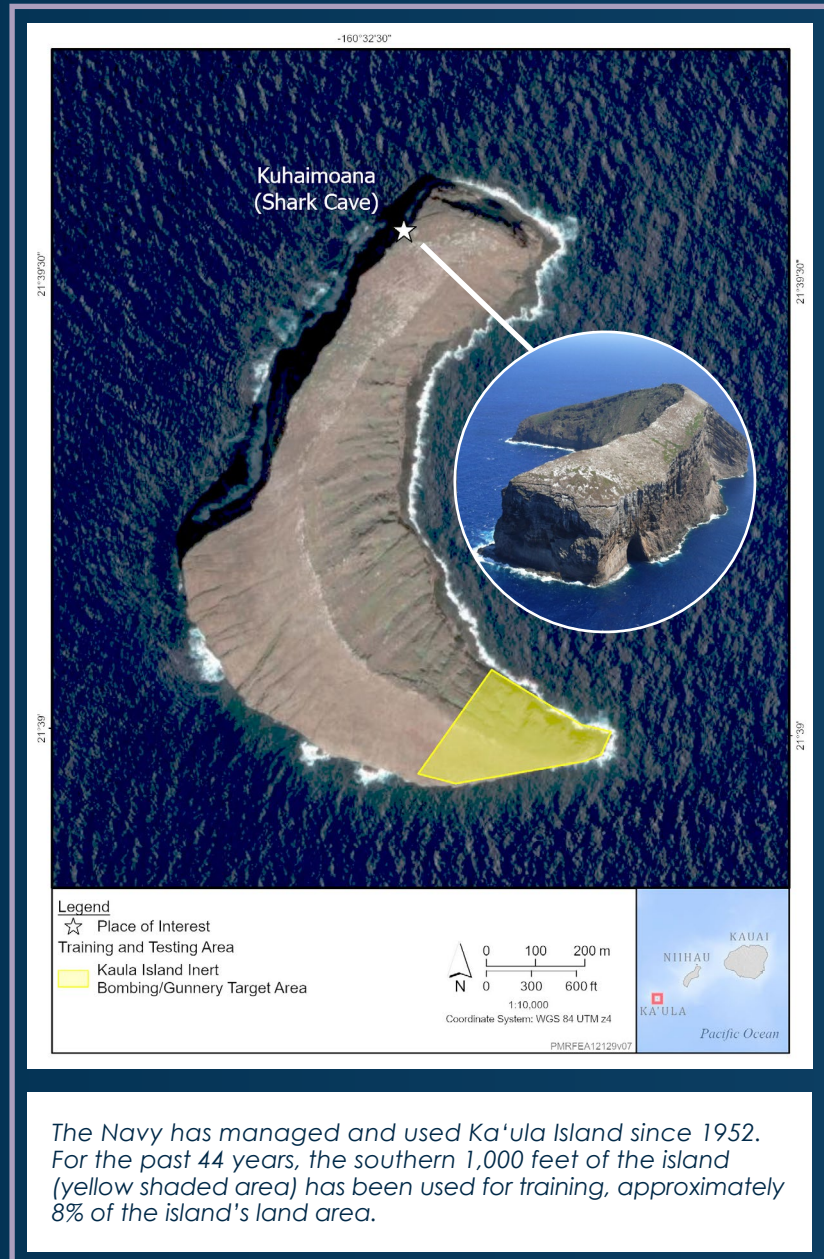 -160°32'30"
Kuhaimoana
(Shark Cave)
21°39'30"
21°39'30"
21°39'
21°39'
Legend
Place of Interest
Training and Testing Area
Kaula Island Inert
Bombing/Gunnery Target Area
N
0 100 200 m
0 300 600 ft
1:10,000
Coordinate System: WGS 84 UTM z4
PMRFEA12129v07
KAUAI
NIIHAU
KA'ULA
Pacific Ocean
The Navy has managed and used Ka‘ula Island since 1952.
For the past 44 years, the southern 1,000 feet of the island
(yellow shaded area) has been used for training, approximately
8% of the island’s land area.